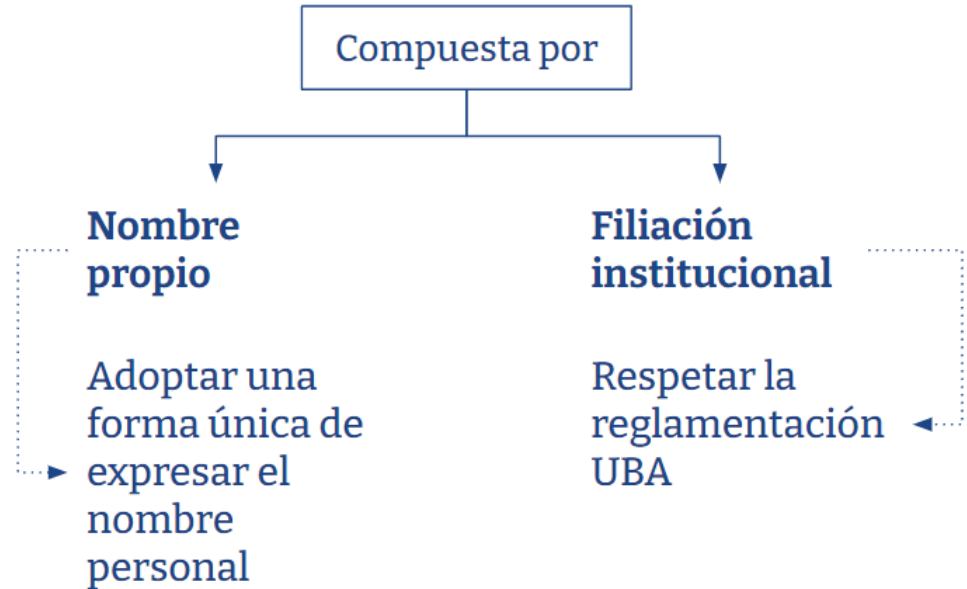 Compuesta por
Nombre
propio
Adoptar una
forma única de
expresar el
nombre
personal
Filiación
institucional
Respetar la
reglamentación
UBA